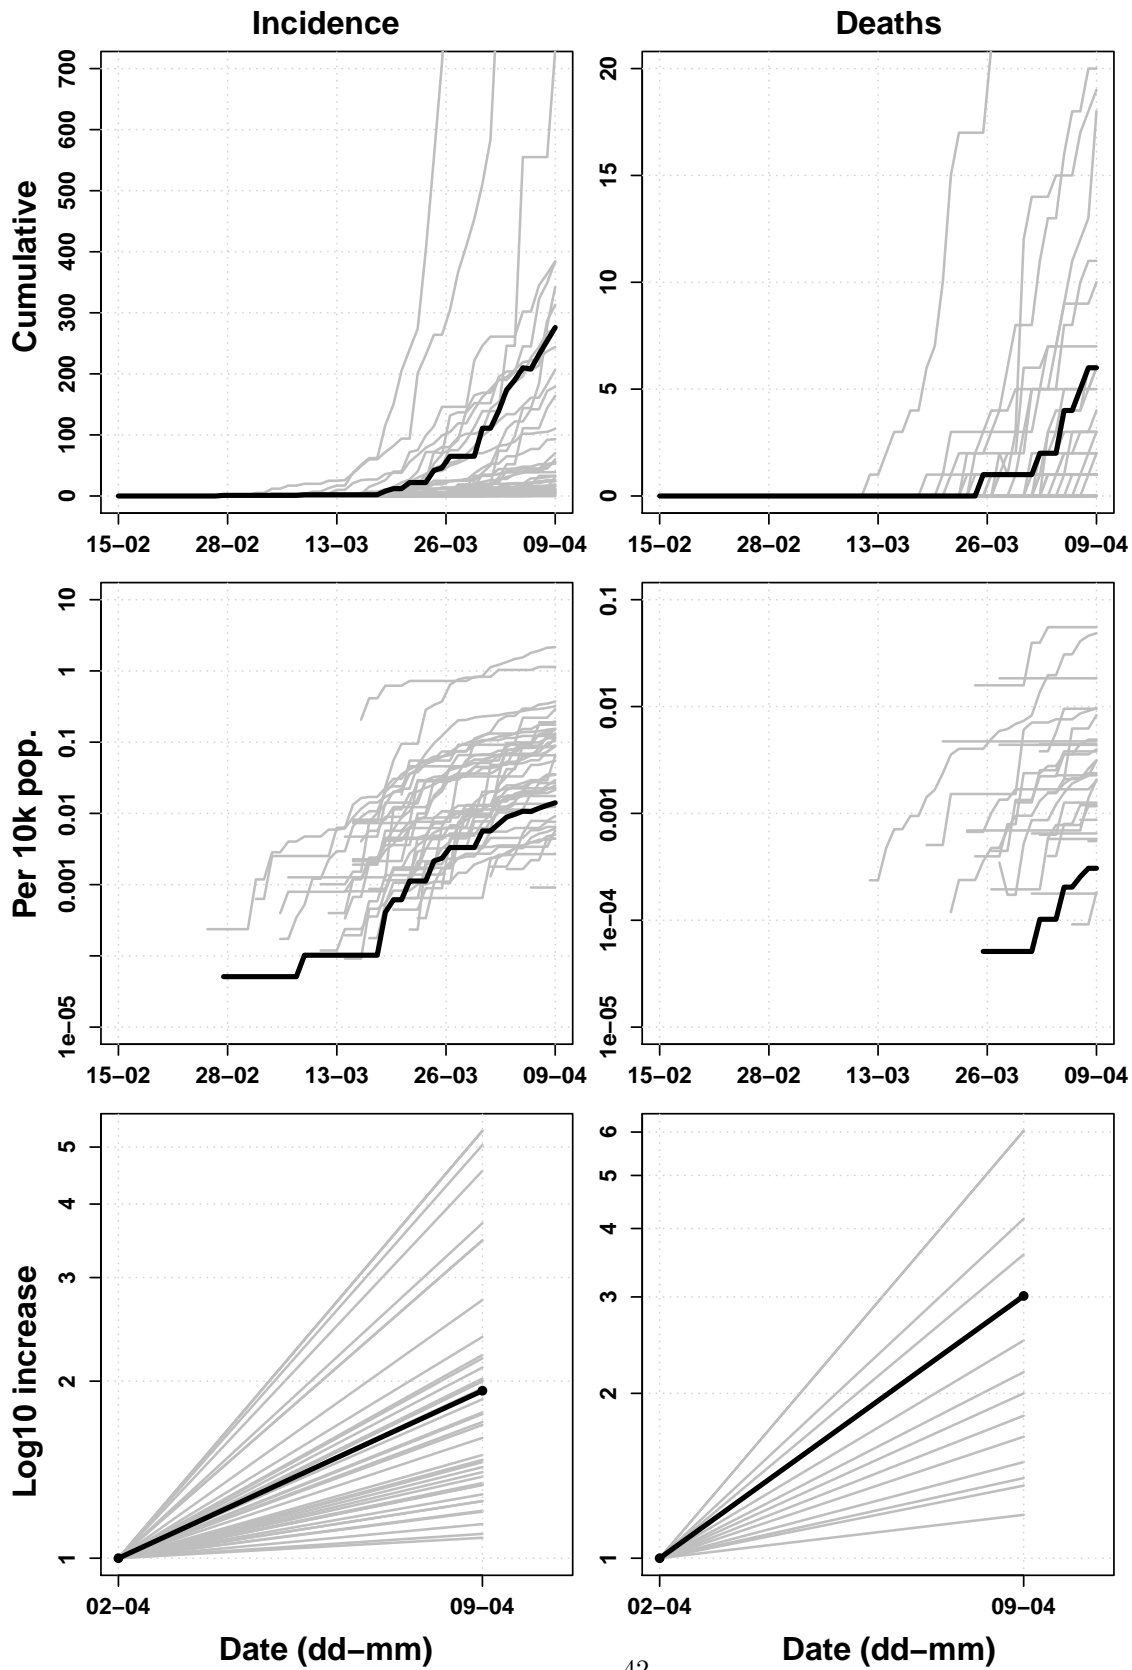 Incidence
Deaths
Cumulative
0 100 200 300 400 500 600 700
15−02 28−02 13−03 26−03 09−04
0 5 10 15 20
15−02 28−02 13−03 26−03 09−04
Per 10k pop.
1e−05 0.001 0.01 0.1 1 10
15−02 28−02 13−03 26−03 09−04
1e−05 1e−04 0.001 0.01 0.1
15−02 28−02 13−03 26−03 09−04
Log10 increase
1 2 3 4 5
02−04 09−04
Date (dd−mm)
1 2 3 4 5 6
02−04 09−04
Date (dd−mm)